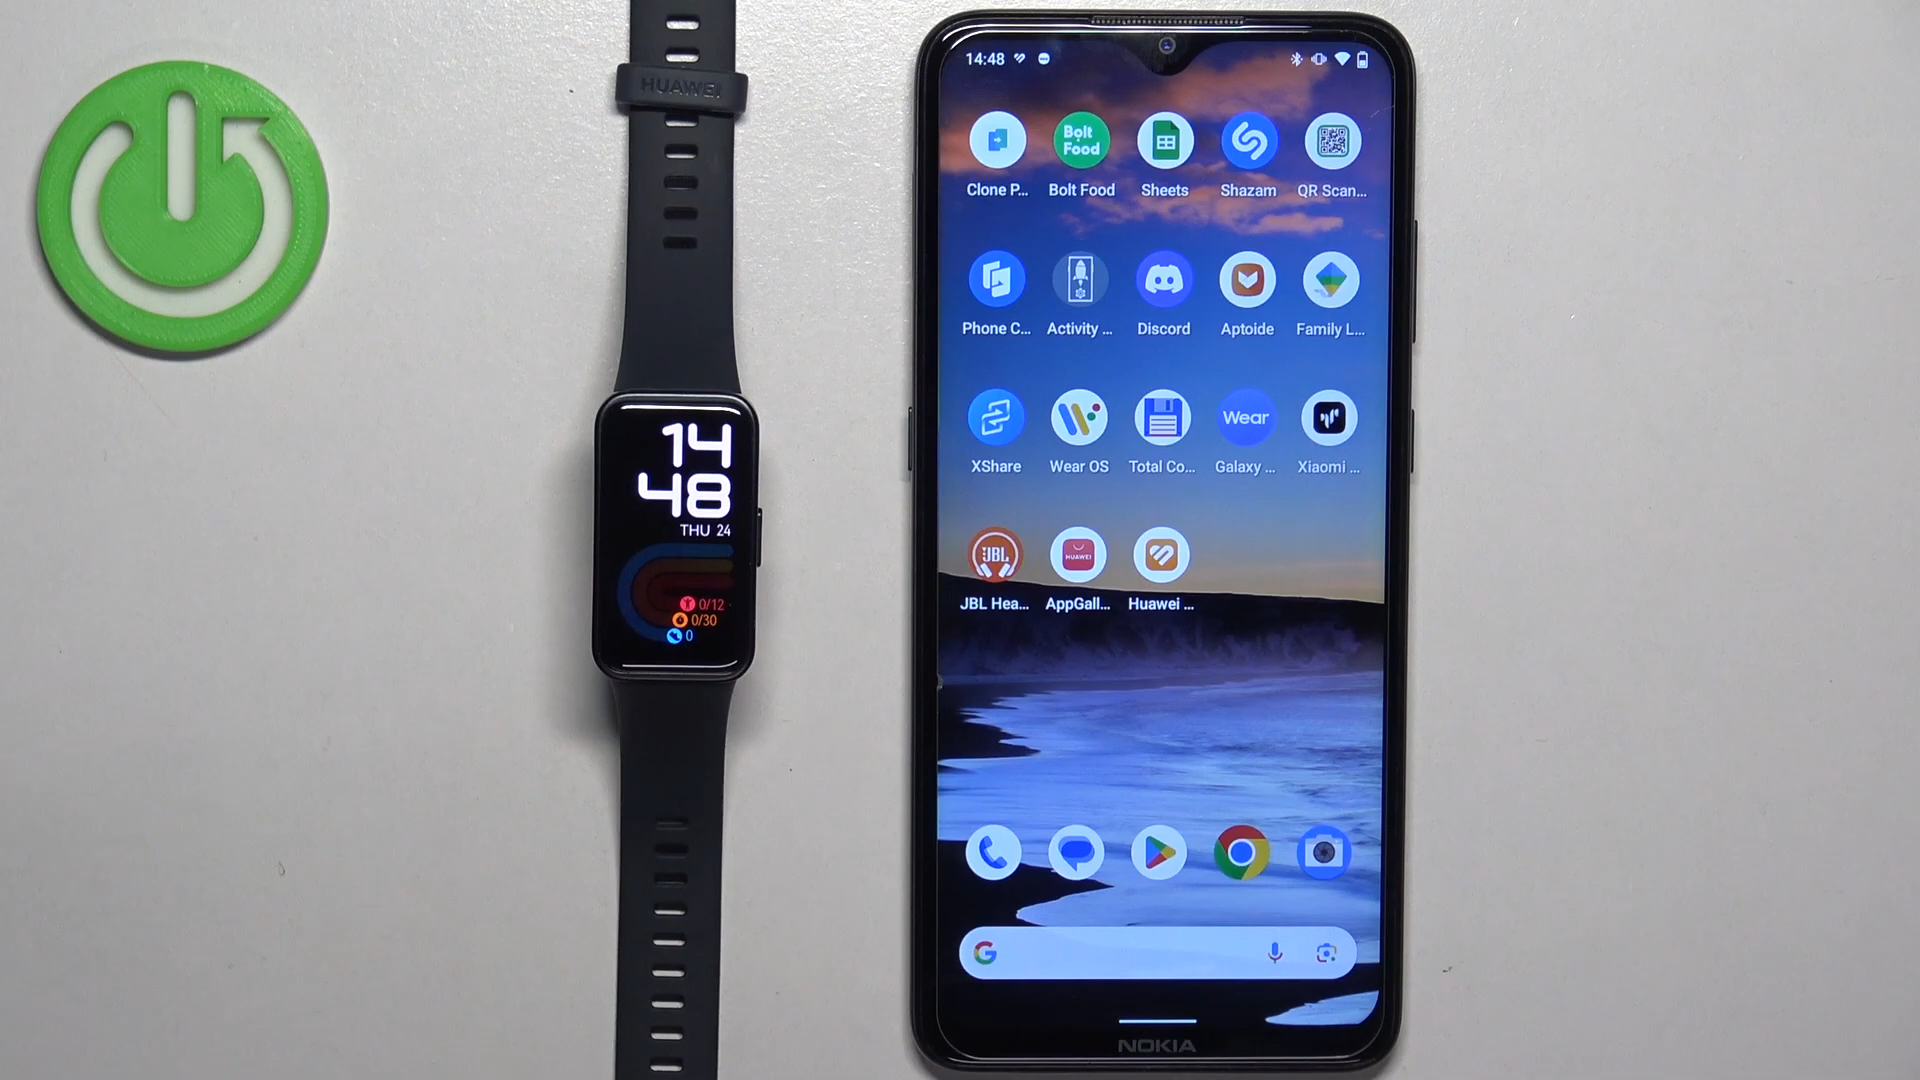 HUAWEI
14
48
THU 24
0/12
0/30
0
14:48
Clone P...
Bolt Food
Bolt Food
Sheets
Shazam
QR Scan...
Phone C...
Activity ...
Discord
Aptoide
Family L...
XShare
Wear OS
Total Co...
Wear
Galaxy ...
Xiaomi ...
JBL
JBL Hea...
HUAWEI
AppGall...
Huawei ...
NOKIA